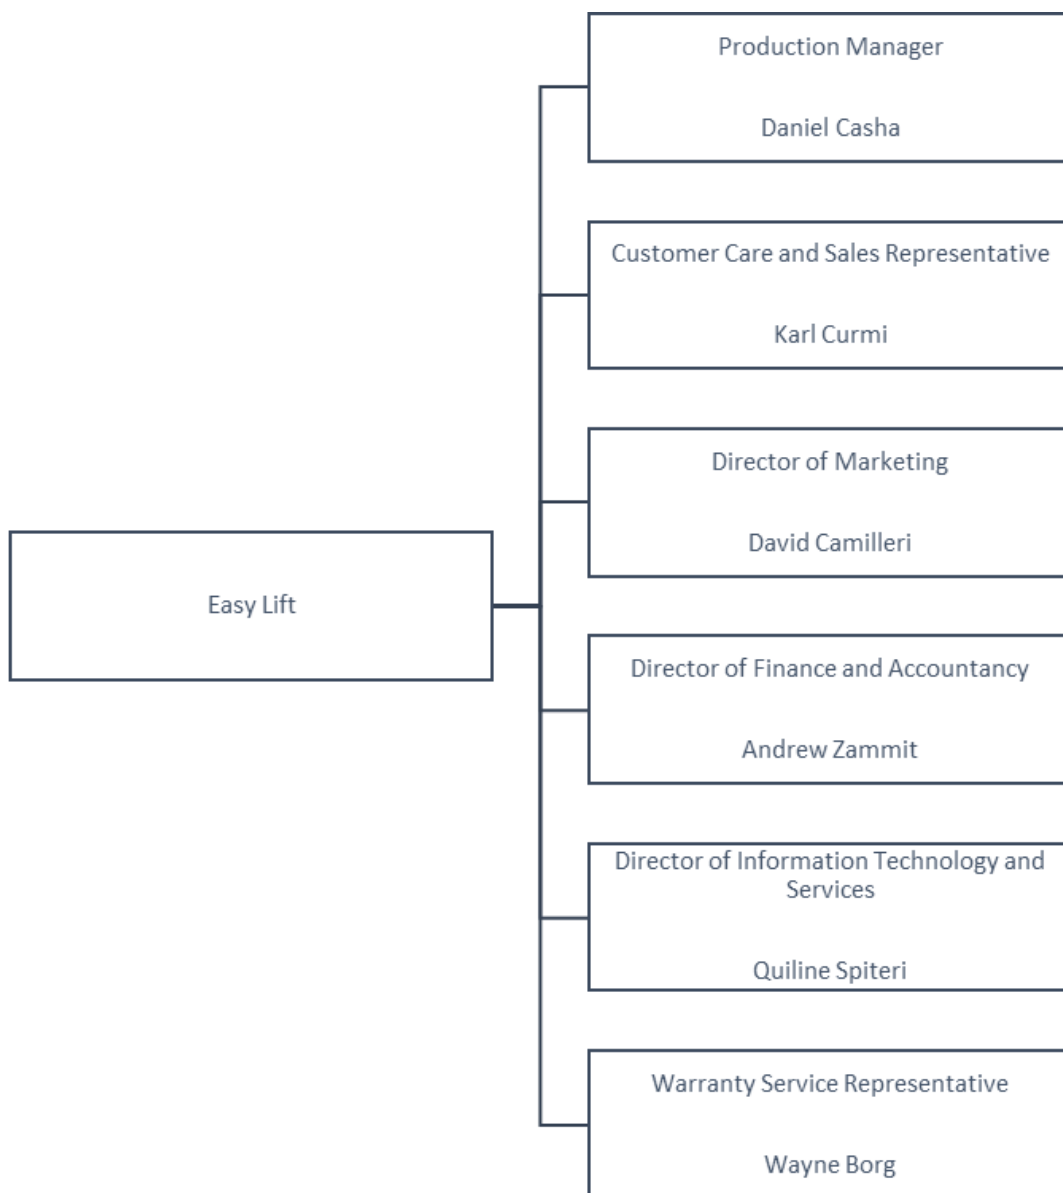 Production Manager
Daniel Casha
Customer Care and Sales Representative
Karl Curmi
Director of Marketing
David Camilleri
Easy Lift
Director of Finance and Accountancy
Andrew Zammit
Director of Information Technology and
Services
Quiline Spiteri
Warranty Service Representative
Wayne Borg